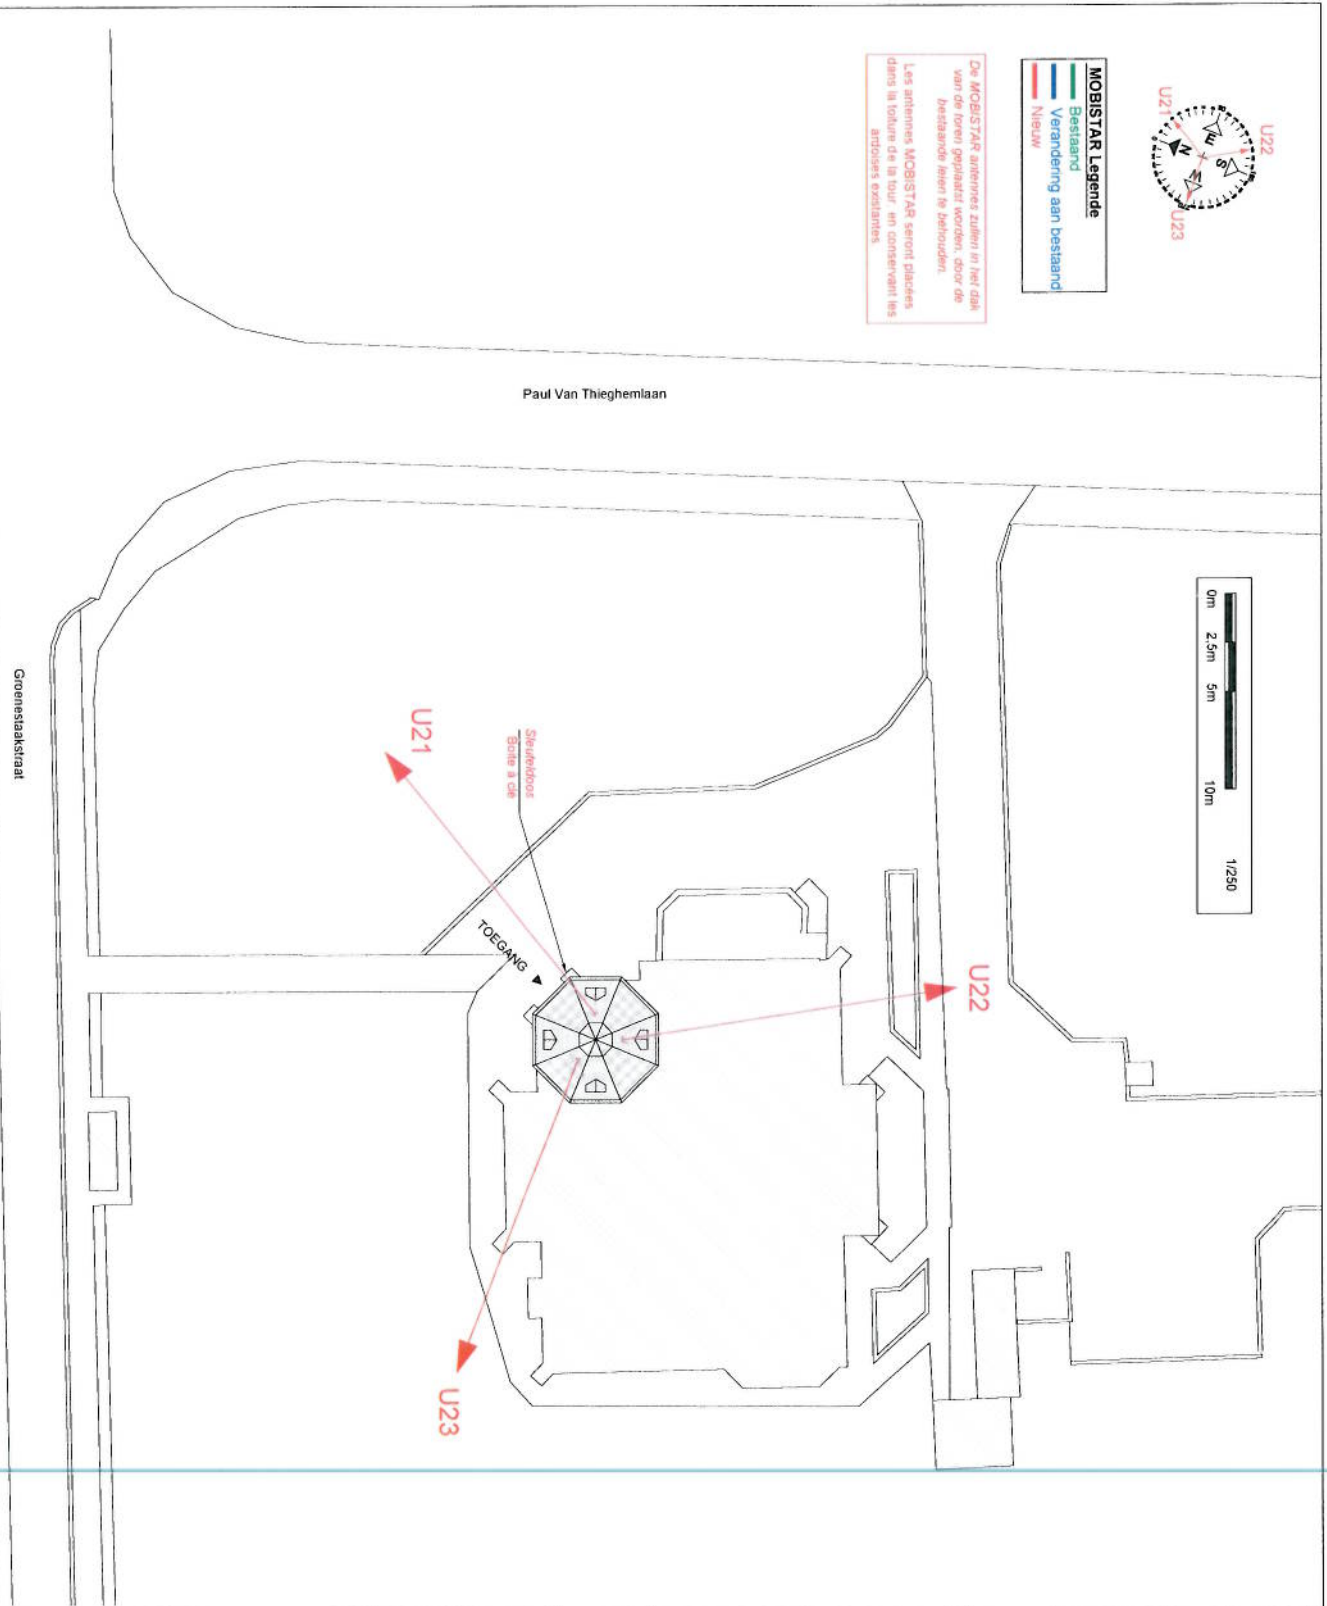 U22
U21
U23
E
S
N
W
MOBISTAR Legende
Bestaand
Verandering aan bestaand
Nieuw
De MOBISTAR antennes zullen in het dak
van de toren geplaatst worden, door de
bestaande leien te behouden.
Les antennes MOBISTAR seront placées
dans la toiture de la tour en conservant les
ardoises existantes
Paul Van Thieghemlaan
0m 2,5m 5m 10m
1/250
Groenestaakstraat
U21
Sleuteldoos
Boite à clé
TOEGANG
U22
U23